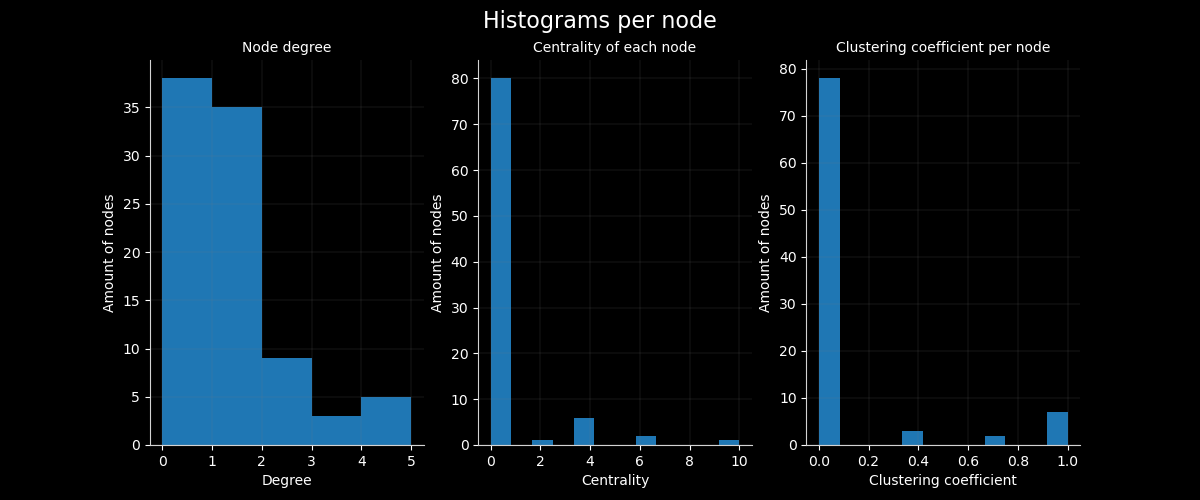 Histograms per node
Node degree
Amount of nodes
35
30
25
20
15
10
5
0
0 1 2 3 4 5
Degree
Centrality of each node
Amount of nodes
80
70
60
50
40
30
20
10
0
0 2 4 6 8 10
Centrality
Clustering coefficient per node
Amount of nodes
80
70
60
50
40
30
20
10
0
0.0 0.2 0.4 0.6 0.8 1.0
Clustering coefficient